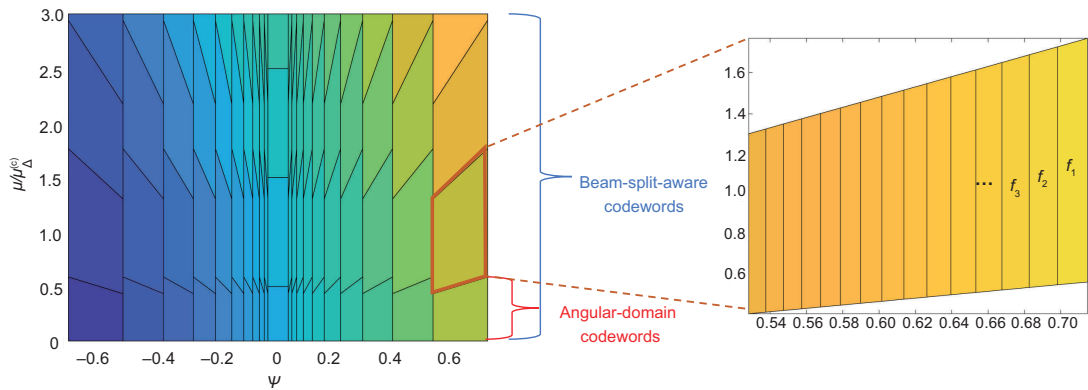 3.0
2.5
2.0
1.5
1.0
0.5
0
μ/μ_Δ^(c)
–0.6
–0.4
–0.2
0
0.2
0.4
0.6
Ψ
Beam-split-aware
codewords
Angular-domain
codewords
1.6
1.4
1.2
1.0
0.8
0.6
... f3 f2 f1
0.54 0.56 0.58 0.60 0.62 0.64 0.66 0.68 0.70